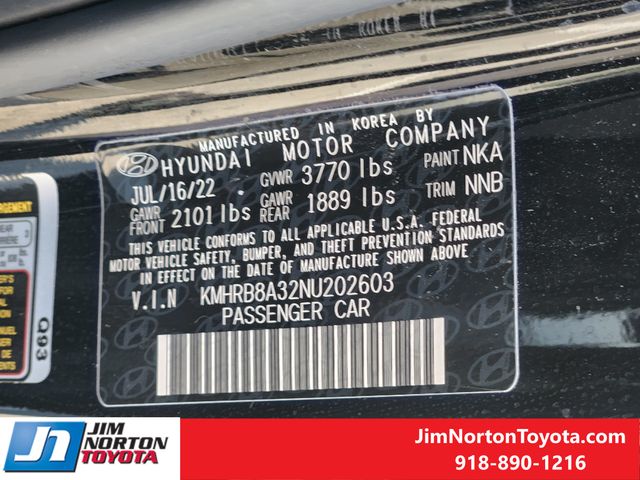 MANUFACTURED IN KOREA BY
HYUNDAI MOTOR COMPANY
JUL/16/22 GVWR 3770 lbs PAINT NKA
GAWR FRONT 2101 lbs GAWR REAR 1889 lbs TRIM NNB
THIS VEHICLE CONFORMS TO ALL APPLICABLE U.S.A. FEDERAL
MOTOR VEHICLE SAFETY, BUMPER, AND THEFT PREVENTION STANDARDS
IN EFFECT ON THE DATE OF MANUFACTURE SHOWN ABOVE.
V.I.N KMHRB8A32NU202603
PASSENGER CAR
Q93
JIM NORTON
TOYOTA
JimNortonToyota.com
918-890-1216